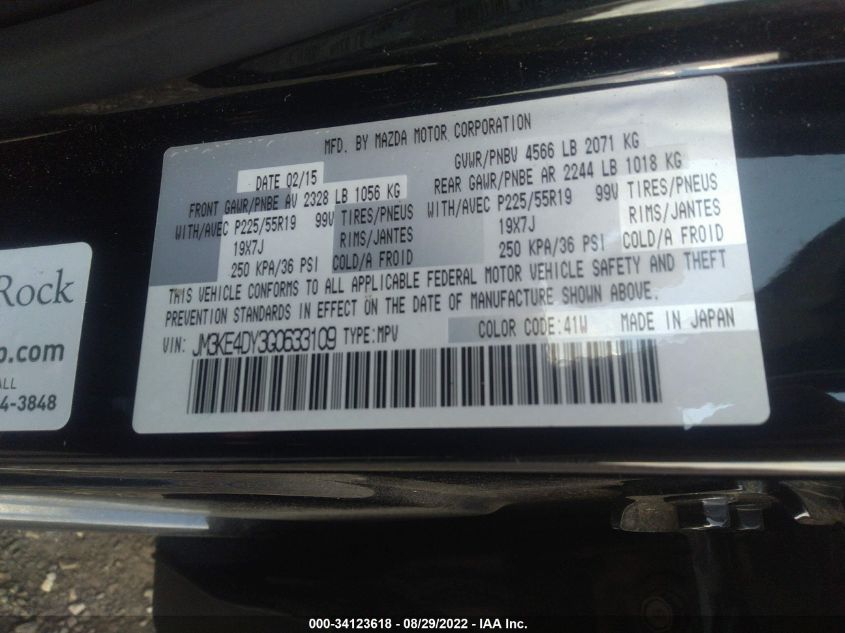 MFD. BY MAZDA MOTOR CORPORATION
DATE 02/15
GVWR/PNBV 4566 LB 2071 KG
FRONT GAWR/PNBE AV 2328 LB 1056 KG
REAR GAWR/PNBE AR 2244 LB 1018 KG
WITH/AVEC P225/55R19 99V TIRES/PNEUS
WITH/AVEC P225/55R19 99V TIRES/PNEUS
19X7J RIMS/JANTES
19X7J RIMS/JANTES
250 KPA/36 PSI COLD/A FROID
250 KPA/36 PSI COLD/A FROID
THIS VEHICLE CONFORMS TO ALL APPLICABLE FEDERAL MOTOR VEHICLE SAFETY AND THEFT
PREVENTION STANDARDS IN EFFECT ON THE DATE OF MANUFACTURE SHOWN ABOVE.
VIN: JM3KE4DY3G0633109 TYPE:MPV COLOR CODE:41W MADE IN JAPAN
Rock
.com
ALL
4-3848
000-34123618 - 08/29/2022 - IAA Inc.